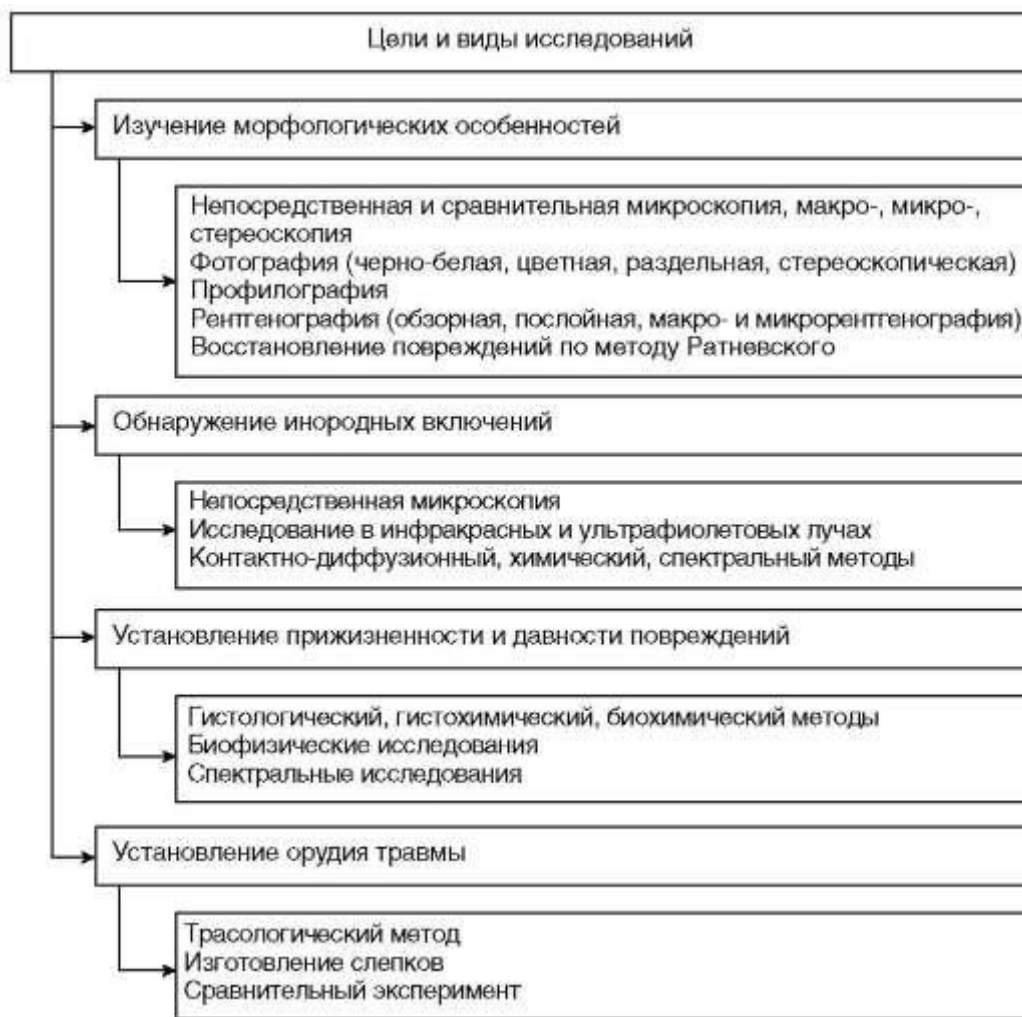 Цели и виды исследований
Изучение морфологических особенностей
Непосредственная и сравнительная микроскопия, макро-, микро-,
стереоскопия
Фотография (черно-белая, цветная, раздельная, стереоскопическая)
Профилография
Рентгенография (обзорная, послойная, макро- и микрорентгенография)
Восстановление повреждений по методу Ратневского
Обнаружение инородных включений
Непосредственная микроскопия
Исследование в инфракрасных и ультрафиолетовых лучах
Контактно-диффузионный, химический, спектральный методы
Установление прижизненности и давности повреждений
Гистологический, гистохимический, биохимический методы
Биофизические исследования
Спектральные исследования
Установление орудия травмы
Трасологический метод
Изготовление слепков
Сравнительный эксперимент